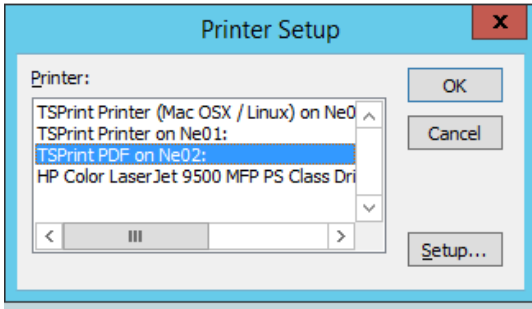 Printer Setup
x
Printer:
TSPrint Printer (Mac OSX / Linux) on Ne0
TSPrint Printer on Ne01:
TSPrint PDF on Ne02:
HP Color LaserJet 9500 MFP PS Class Dri
OK
Cancel
Setup...